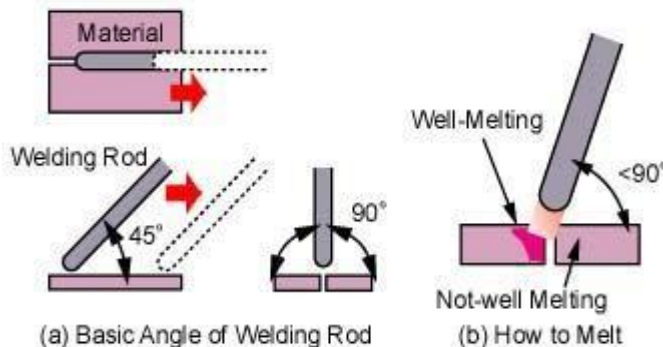 Material
Well-Melting
Welding Rod
<90°
45°
90°
Not-well Melting
(a) Basic Angle of Welding Rod
(b) How to Melt